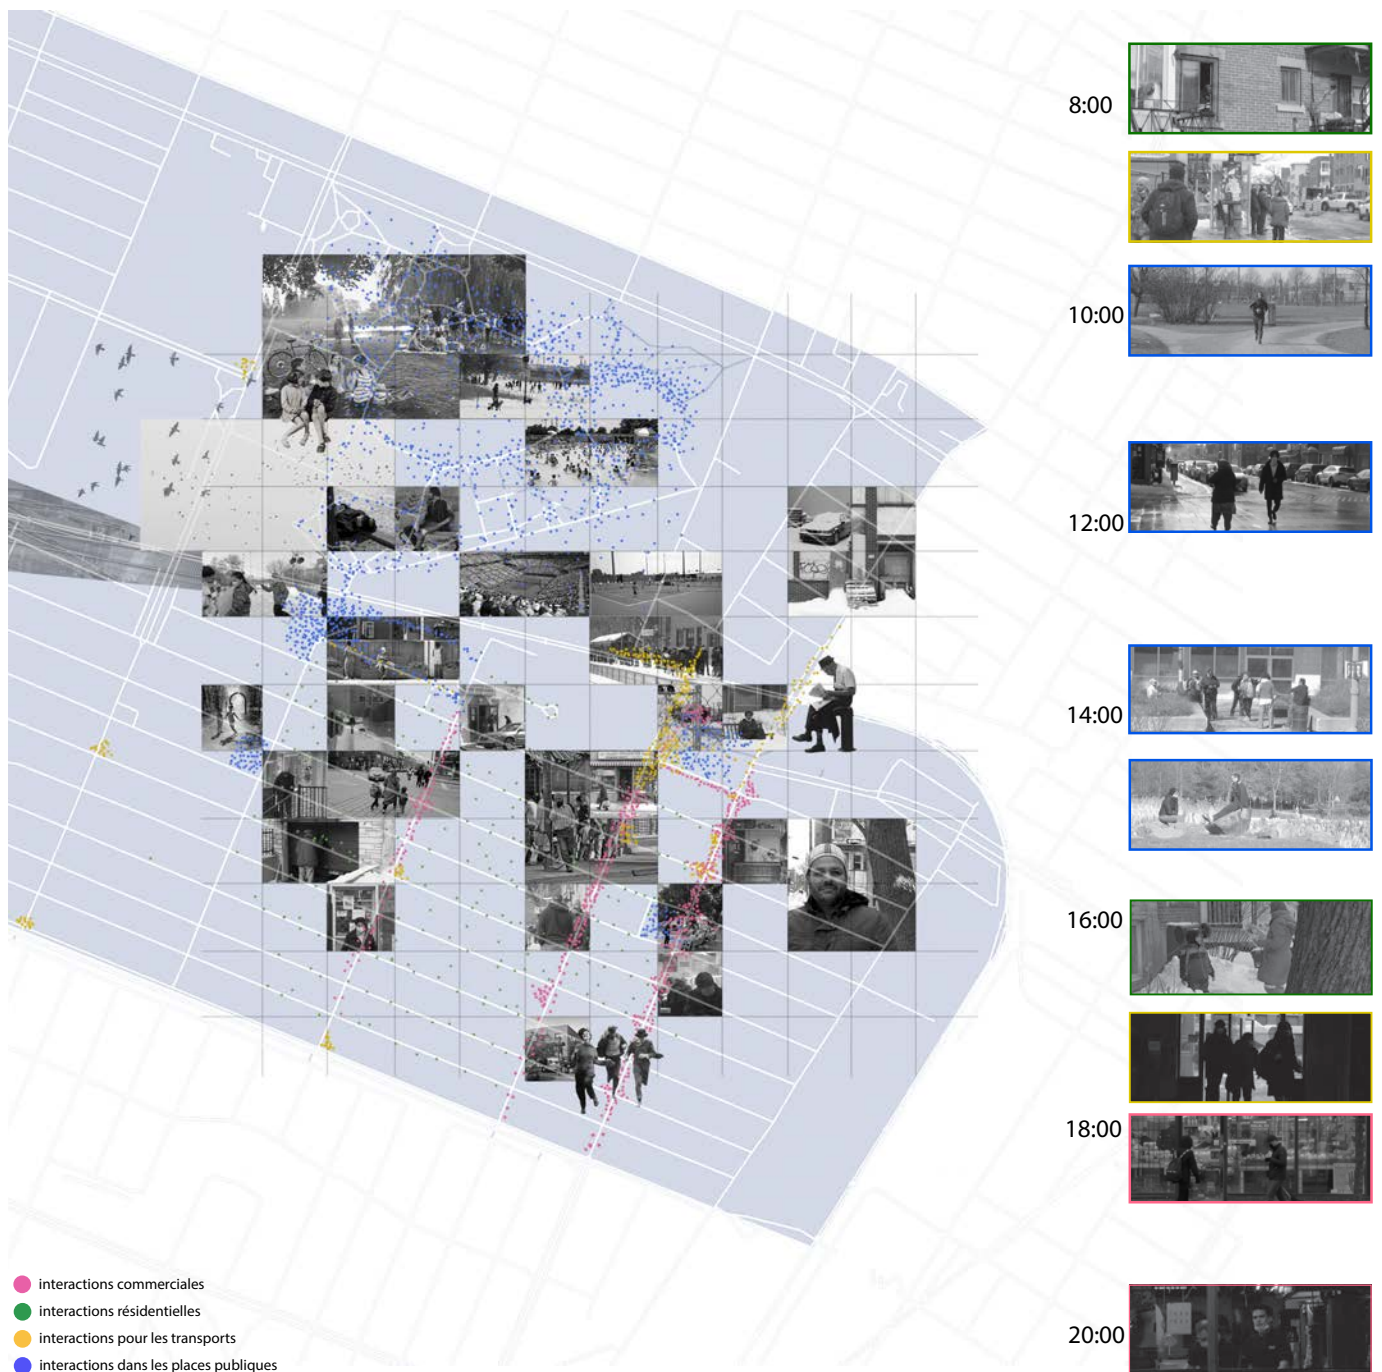 8:00
10:00
12:00
14:00
16:00
18:00
20:00
interactions commerciales
interactions résidentielles
interactions pour les transports
interactions dans les places publiques